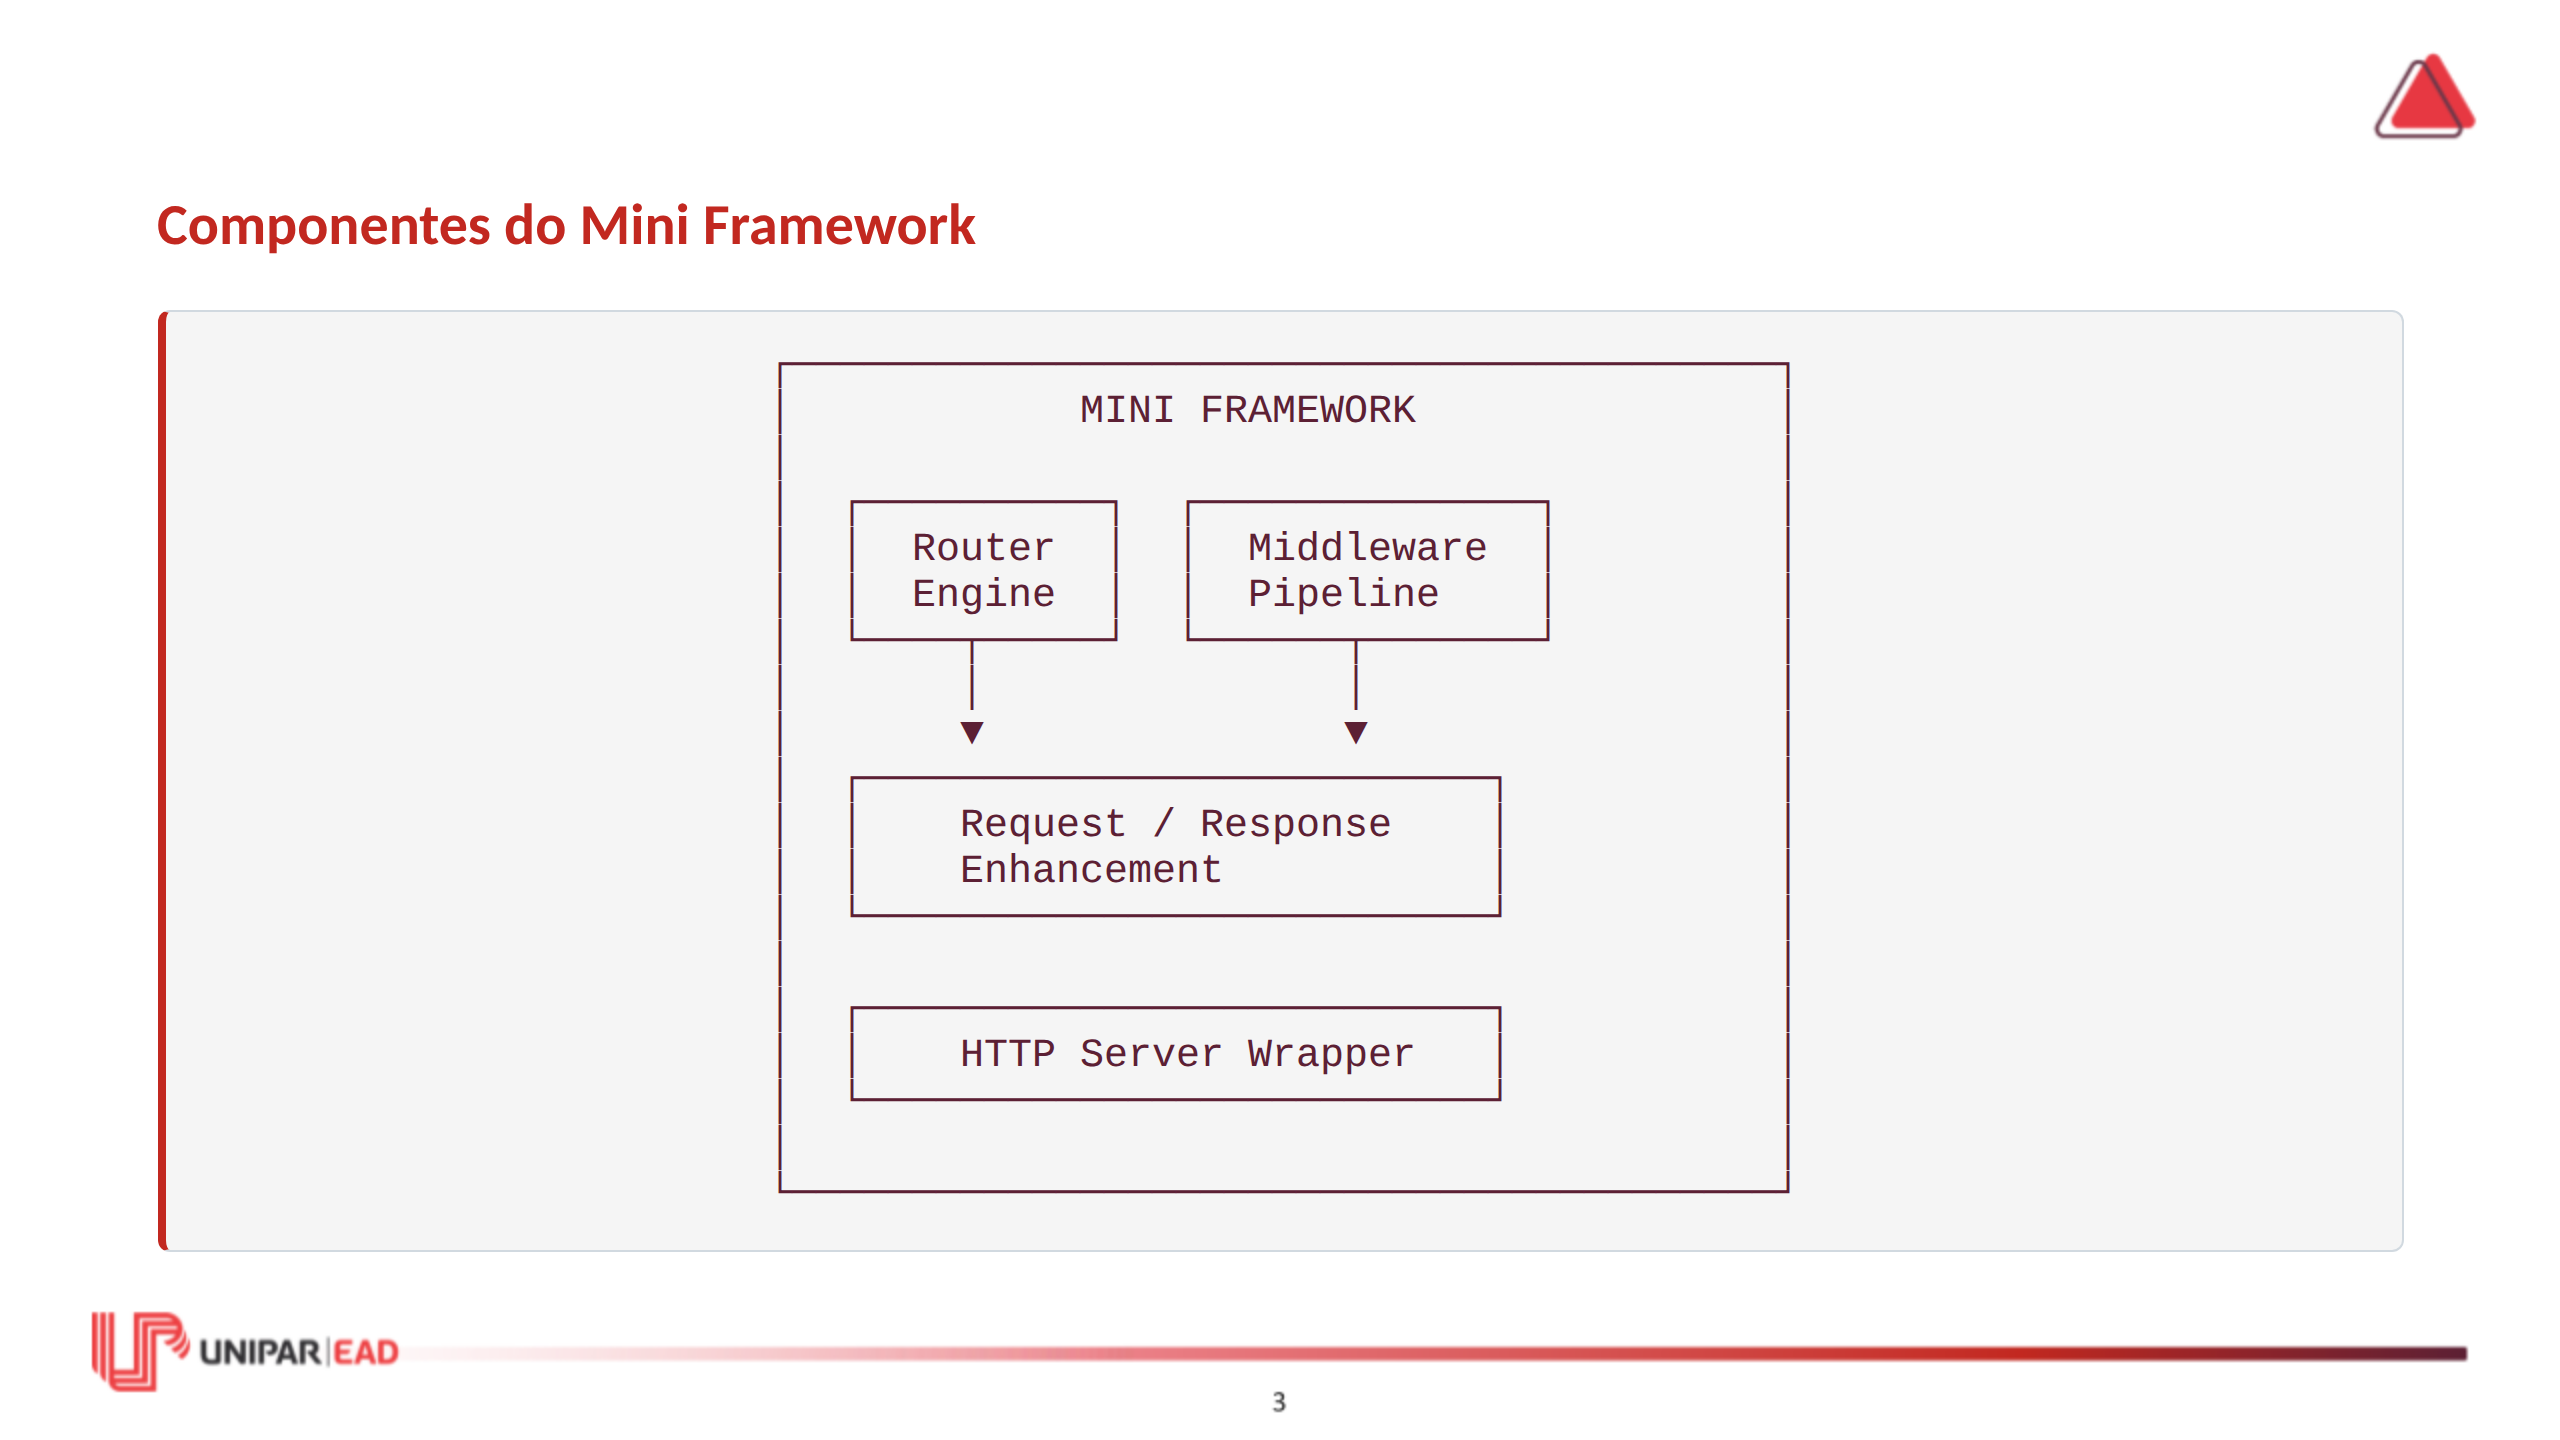 Componentes do Mini Framework
MINI FRAMEWORK
Router
Engine
Middleware
Pipeline
Request / Response
Enhancement
HTTP Server Wrapper
UNIPAR|EAD
3